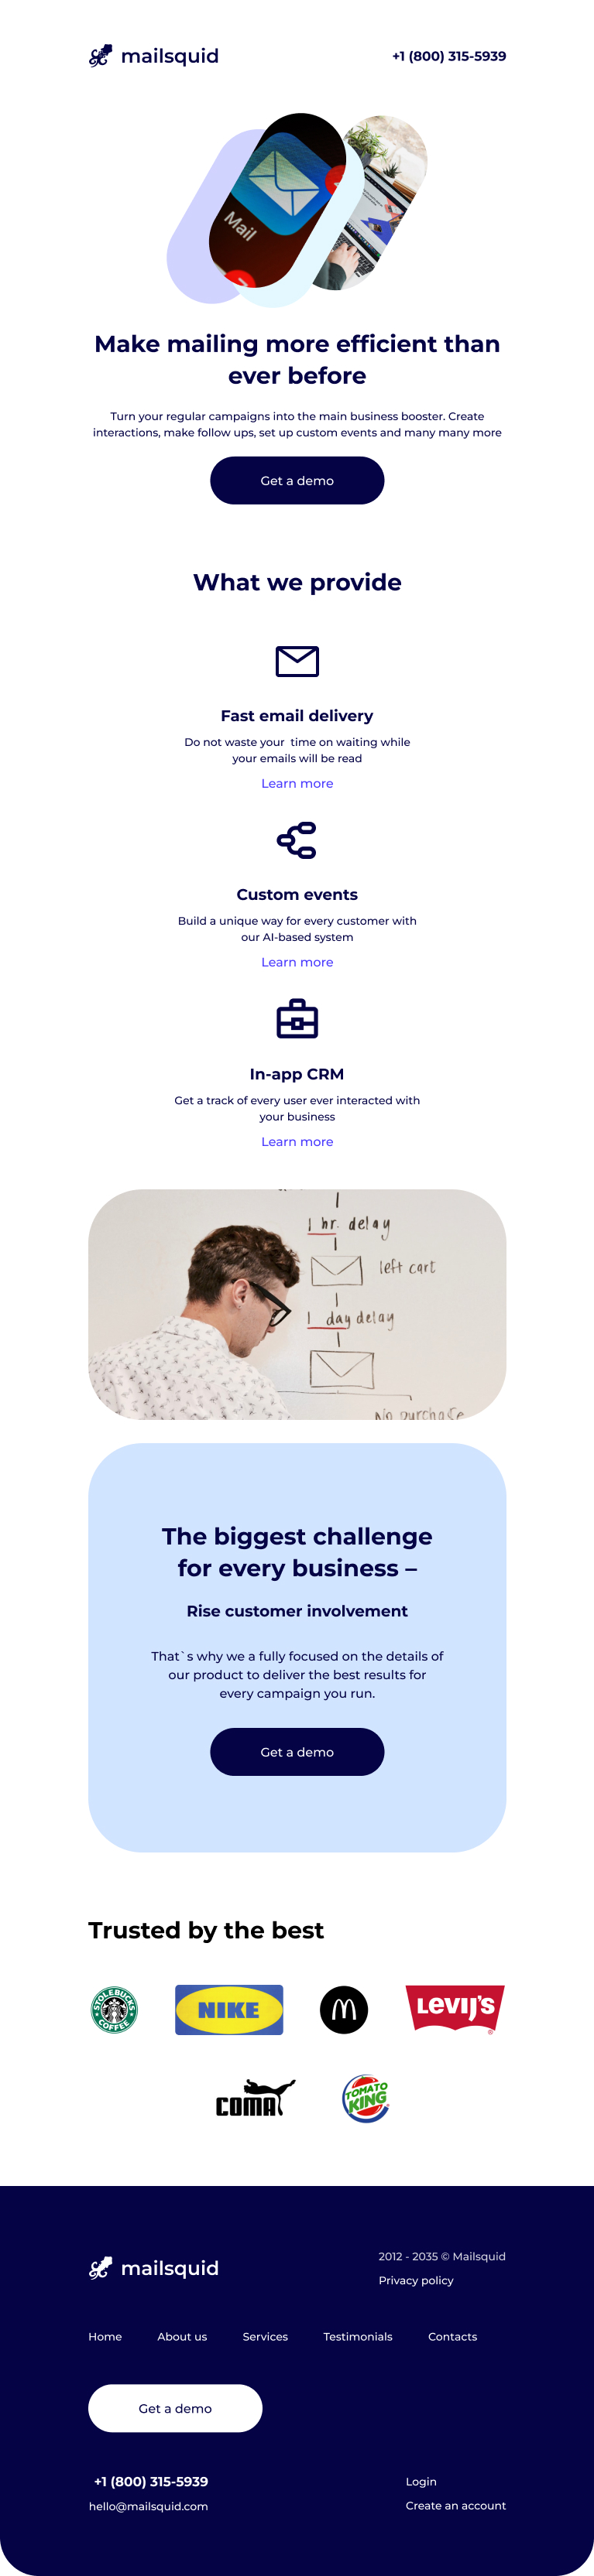 mailsquid
+1 (800) 315-5939
Mail
Make mailing more efficient than
ever before
Turn your regular campaigns into the main business booster. Create
interactions, make follow ups, set up custom events and many many more
Get a demo
What we provide
Fast email delivery
Do not waste your  time on waiting while
your emails will be read
Learn more
Custom events
Build a unique way for every customer with
our AI-based system
Learn more
In-app CRM
Get a track of every user ever interacted with
your business
Learn more
1 hr. delay
left cart
1 day delay
No purchase
The biggest challenge
for every business –
Rise customer involvement
That`s why we a fully focused on the details of
our product to deliver the best results for
every campaign you run.
Get a demo
Trusted by the best
STOLEBUCKS
COFFEE
NIKE
LEVIJ'S
®
COMA
TOMATO
KING
mailsquid
2012 - 2035 © Mailsquid
Privacy policy
Home
About us
Services
Testimonials
Contacts
Get a demo
+1 (800) 315-5939
hello@mailsquid.com
Login
Create an account